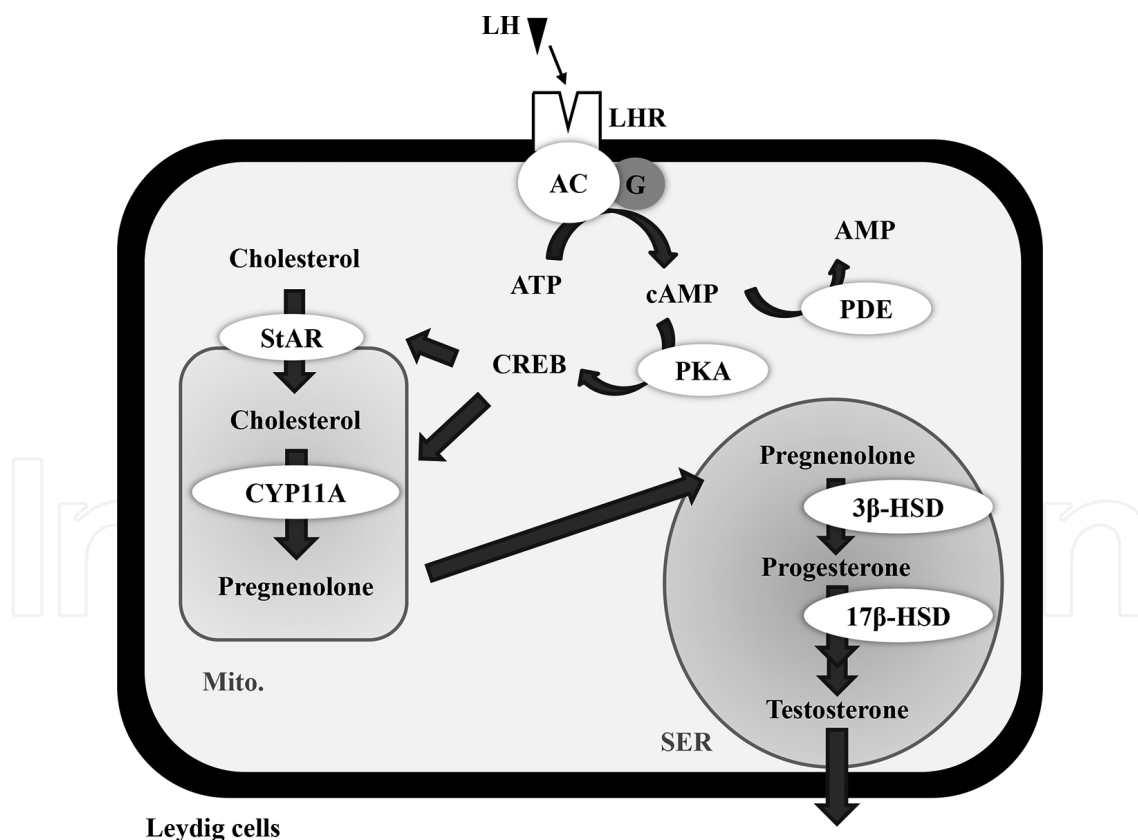 LH
LHR
AC
G
AMP
Cholesterol
ATP
cAMP
PDE
StAR
CREB
PKA
Cholesterol
Pregnenolone
CYP11A
3β-HSD
Progesterone
Pregnenolone
17β-HSD
Mito.
Testosterone
SER
Leydig cells